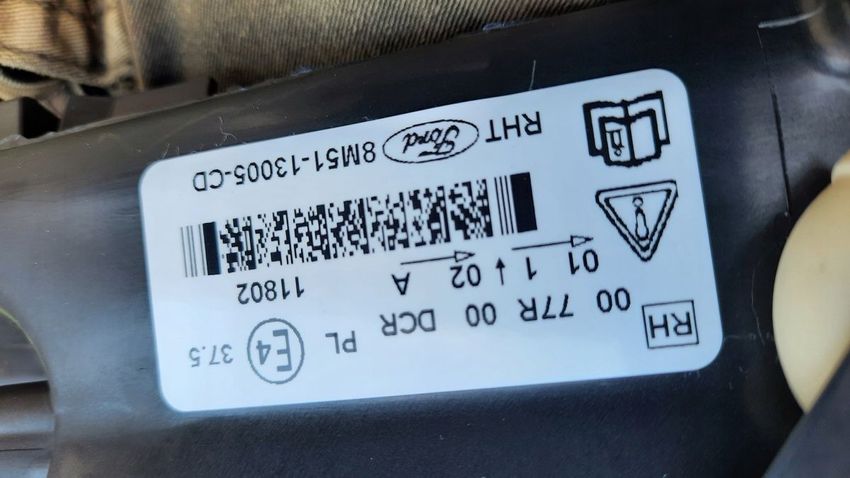 RH 00 77R 00 DCR PL E4 37.5
01 1 ↑ 02 A 11802
RHT Ford 8M51-13005-CD